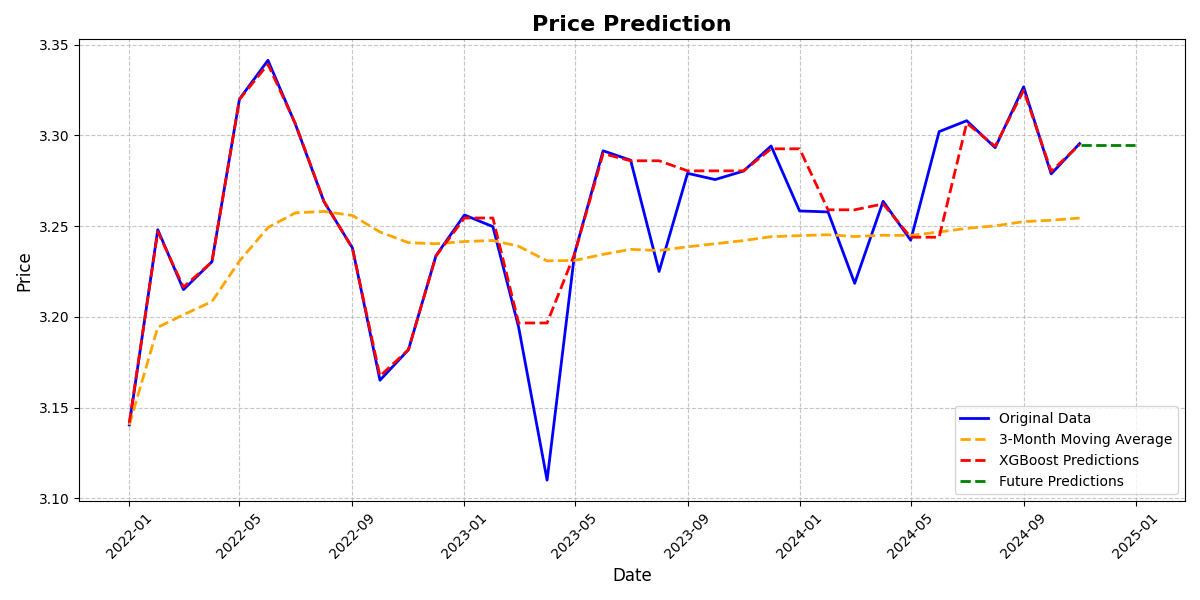 Price Prediction
3.35
3.30
3.25
3.20
3.15
3.10
Price
Original Data
3-Month Moving Average
XGBoost Predictions
Future Predictions
2022-01
2022-05
2022-09
2023-01
2023-05
2023-09
2024-01
2024-05
2024-09
2025-01
Date